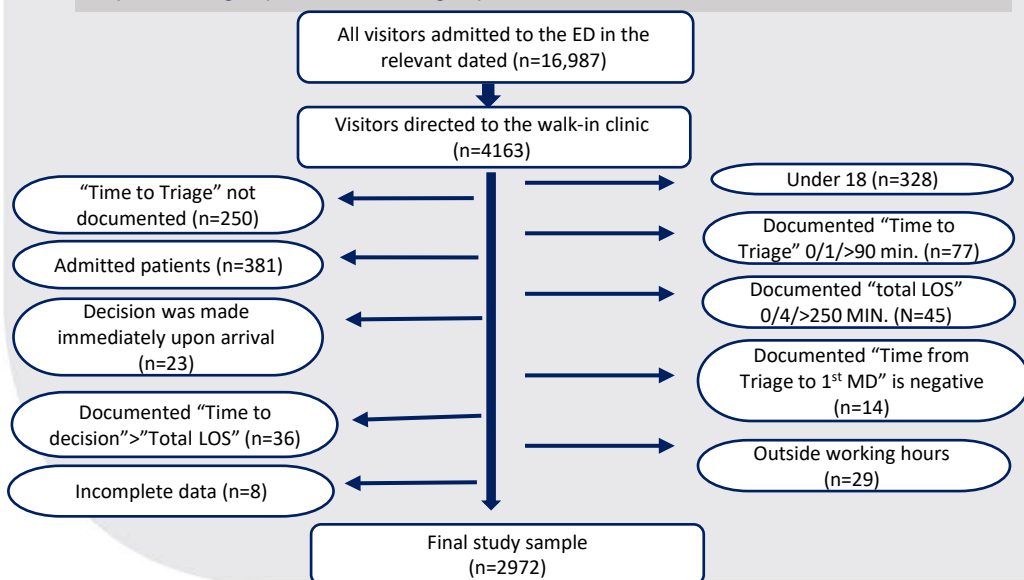 All visitors admitted to the ED in the
relevant dated (n=16,987)
Visitors directed to the walk-in clinic
(n=4163)
"Time to Triage" not
documented (n=250)
Under 18 (n=328)
Admitted patients (n=381)
Documented "Time to
Triage" 0/1/>90 min. (n=77)
Decision was made
immediately upon arrival
(n=23)
Documented "total LOS"
0/4/>250 MIN. (N=45)
Documented "Time to
decision">"Total LOS" (n=36)
Documented "Time from
Triage to 1st MD" is negative
(n=14)
Incomplete data (n=8)
Outside working hours
(n=29)
Final study sample
(n=2972)